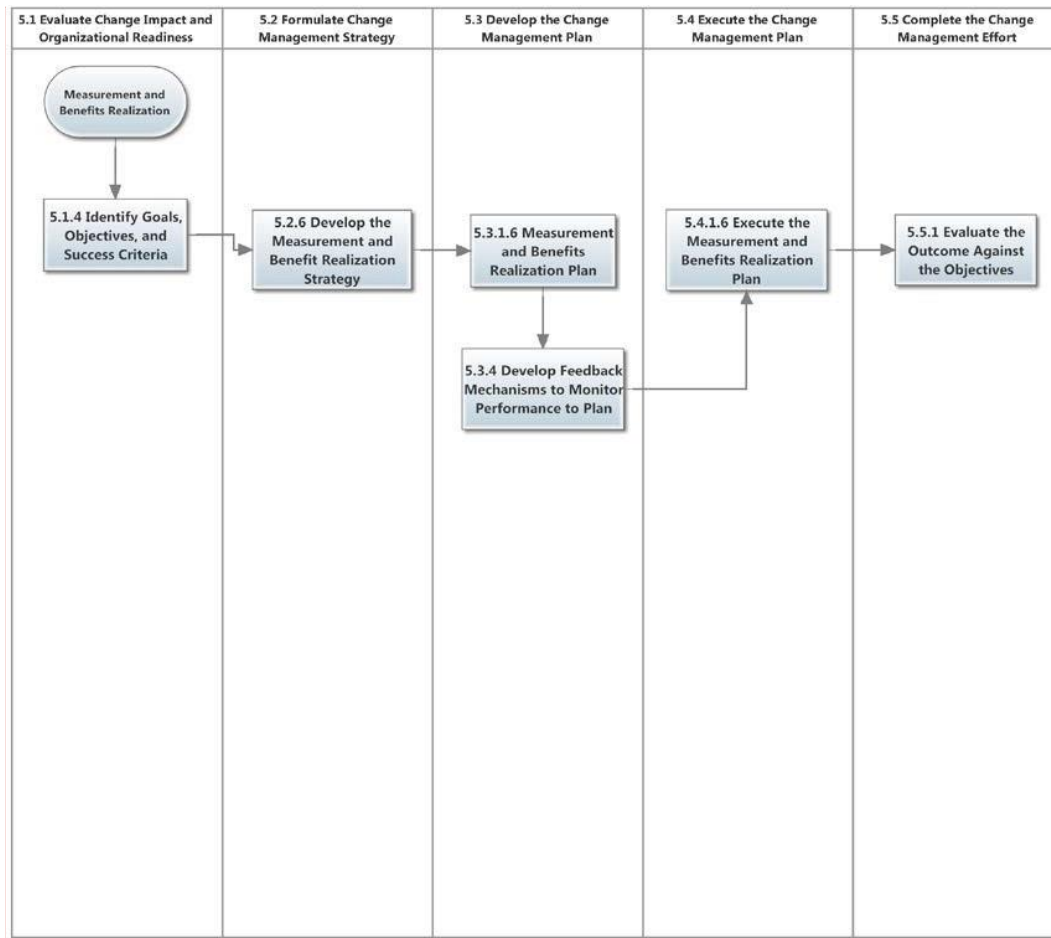 5.1 Evaluate Change Impact and
Organizational Readiness
5.2 Formulate Change
Management Strategy
5.3 Develop the Change
Management Plan
5.4 Execute the Change
Management Plan
5.5 Complete the Change
Management Effort
Measurement and
Benefits Realization
5.1.4 Identify Goals,
Objectives, and
Success Criteria
5.2.6 Develop the
Measurement and
Benefit Realization
Strategy
5.3.1.6 Measurement
and Benefits
Realization Plan
5.3.4 Develop Feedback
Mechanisms to Monitor
Performance to Plan
5.4.1.6 Execute the
Measurement and
Benefits Realization
Plan
5.5.1 Evaluate the
Outcome Against
the Objectives